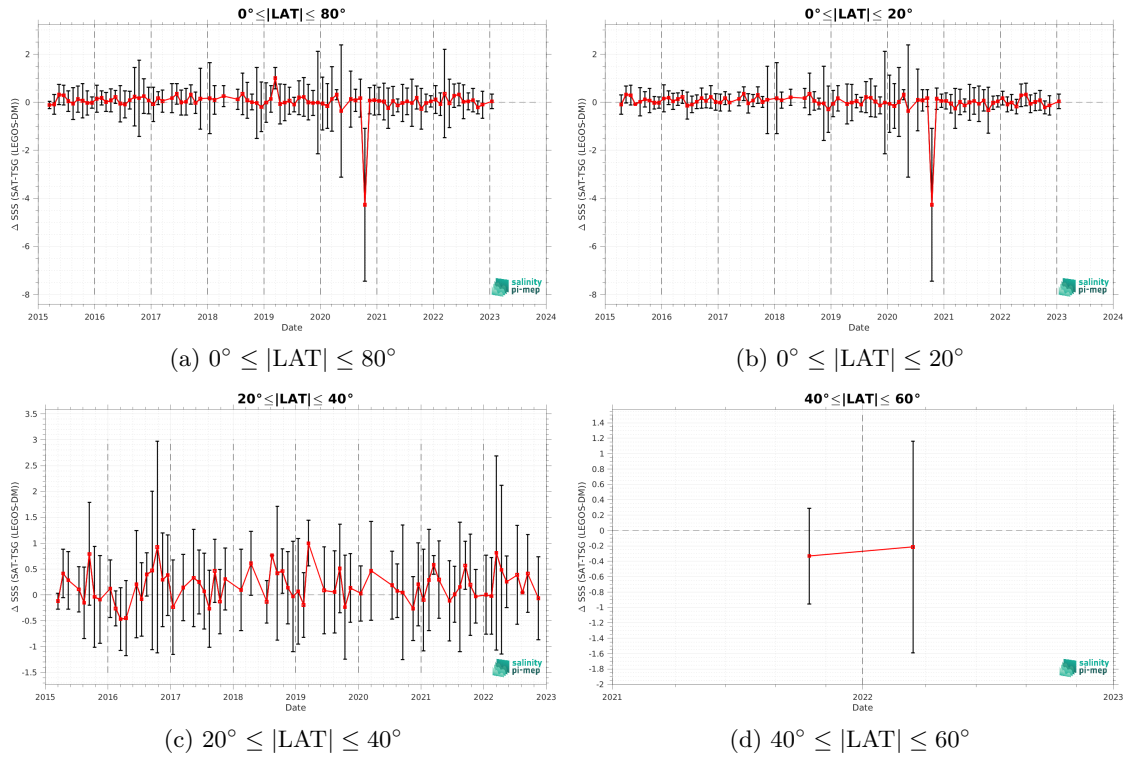 0°≤|LAT|≤ 80°
Δ SSS (SAT-TSG (LEGOS-DM))
2
0
-2
-4
-6
-8
2015 2016 2017 2018 2019 2020 2021 2022 2023 2024
Date
salinity
pi-mep
(a) 0° ≤ |LAT| ≤ 80°
0°≤|LAT|≤ 20°
Δ SSS (SAT-TSG (LEGOS-DM))
2
0
-2
-4
-6
-8
2015 2016 2017 2018 2019 2020 2021 2022 2023 2024
Date
salinity
pi-mep
(b) 0° ≤ |LAT| ≤ 20°
20°≤|LAT|≤ 40°
Δ SSS (SAT-TSG (LEGOS-DM))
3.5
3
2.5
2
1.5
1
0.5
0
-0.5
-1
-1.5
2015 2016 2017 2018 2019 2020 2021 2022 2023
Date
salinity
pi-mep
(c) 20° ≤ |LAT| ≤ 40°
40°≤|LAT|≤ 60°
Δ SSS (SAT-TSG (LEGOS-DM))
1.4
1.2
1
0.8
0.6
0.4
0.2
0
-0.2
-0.4
-0.6
-0.8
-1
-1.2
-1.4
-1.6
-1.8
-2
2021 2022 2023
Date
salinity
pi-mep
(d) 40° ≤ |LAT| ≤ 60°